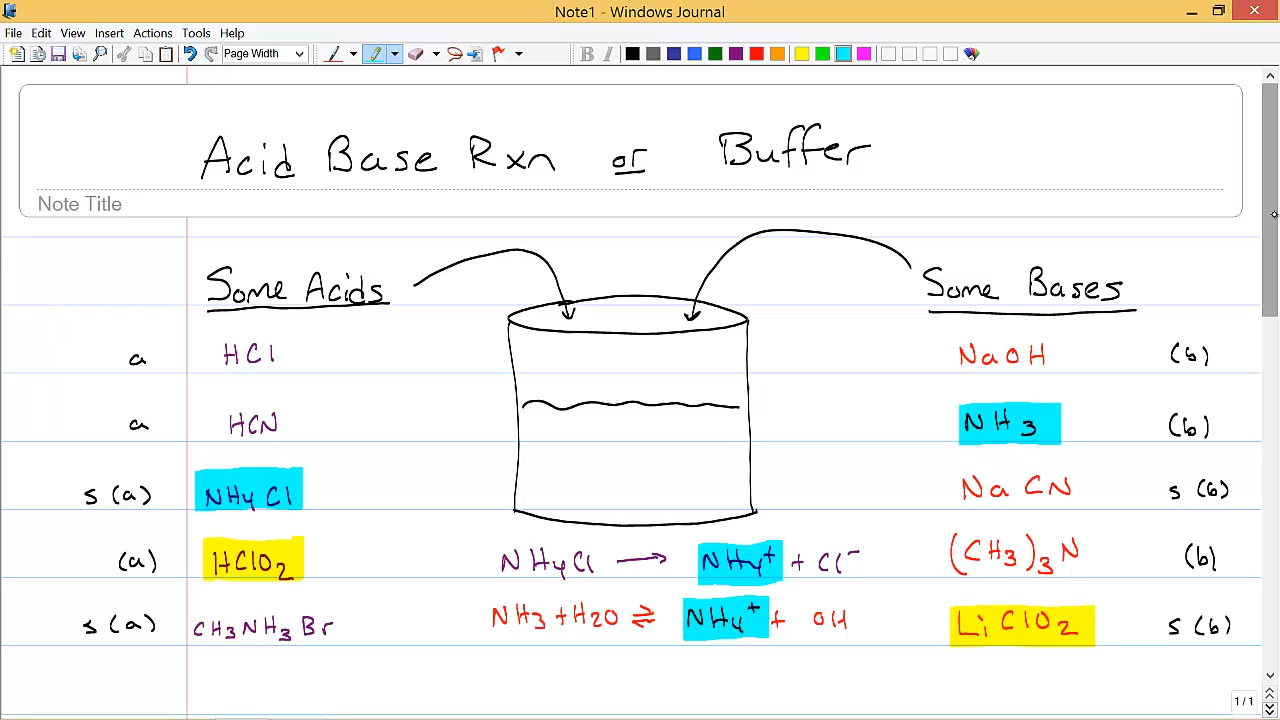 Note1 - Windows Journal
File Edit View Insert Actions Tools Help
Page Width B I
Acid Base Rxn or Buffer
Note Title
Some Acids Some Bases
a HCl NaOH (b)
a HCN NH3 (b)
s (a) NH4Cl NaCN s (b)
(a) HClO2 NH4Cl → NH4+ + Cl- (CH3)3N (b)
s (a) CH3NH3Br NH3 + H2O ⇌ NH4+ + OH LiClO2 s (b)
1/1